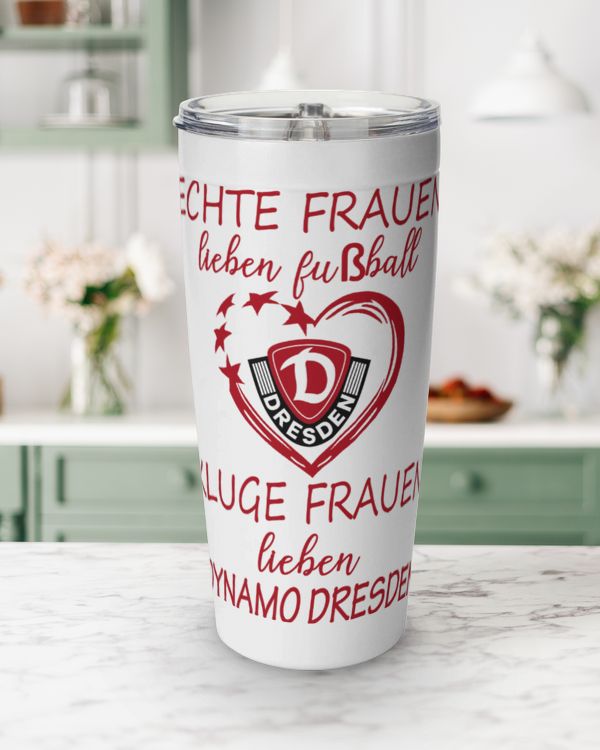 ECHTE FRAUEN
lieben fußball
D
DRESDEN
KLUGE FRAUEN
lieben
DYNAMO DRESDEN